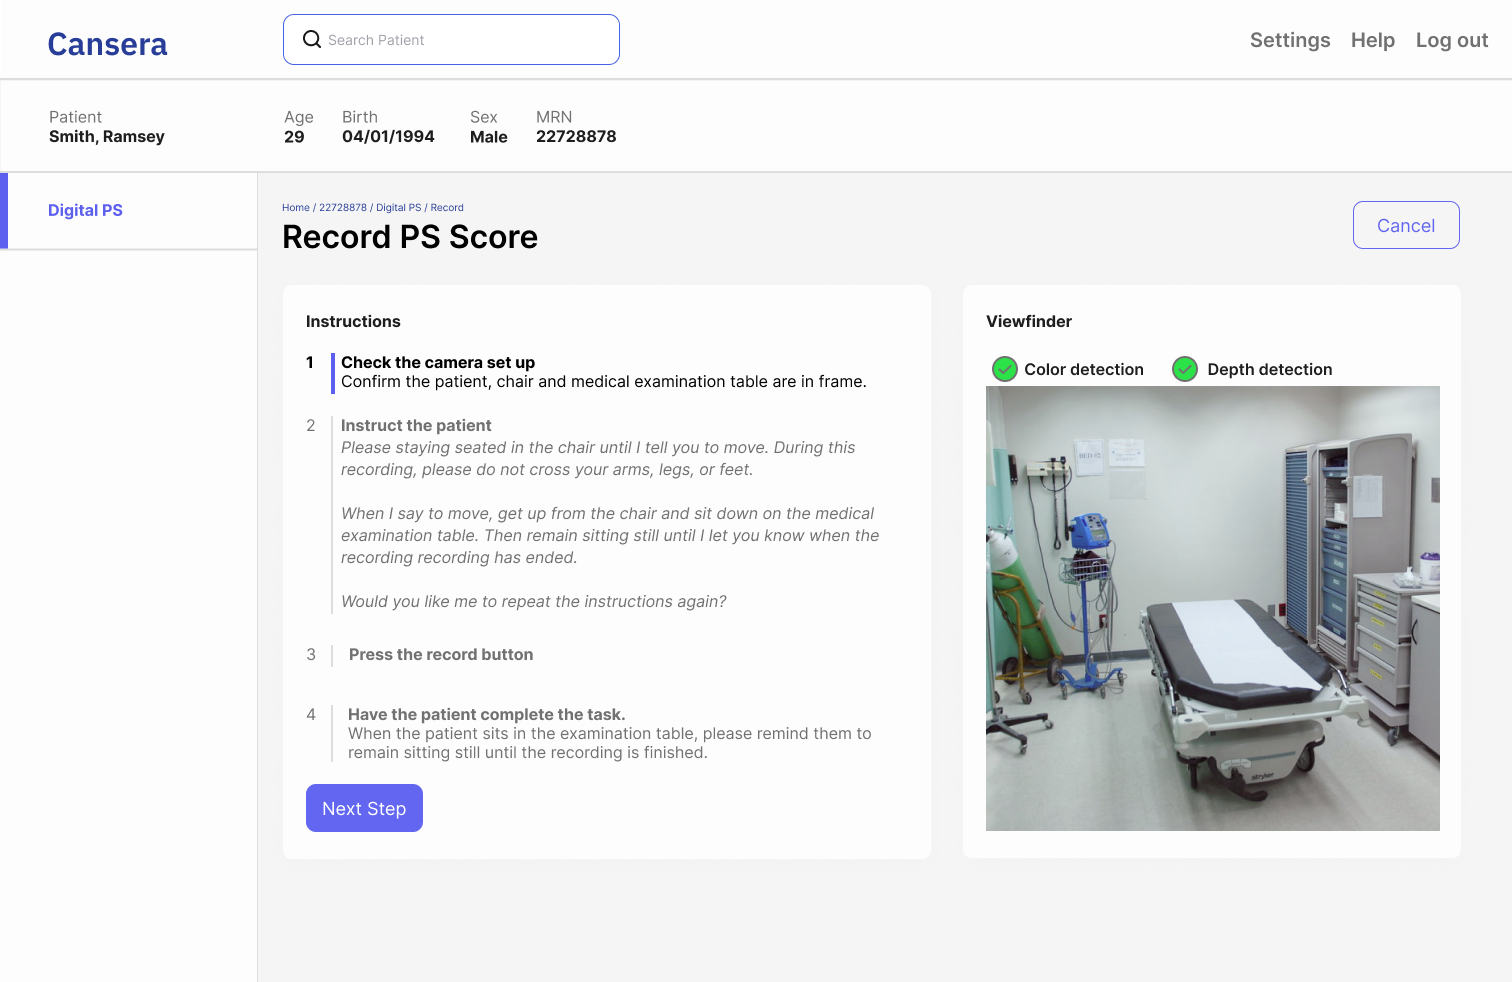 Cansera
Search Patient
Settings Help Log out
Patient Age Birth Sex MRN
Smith, Ramsey 29 04/01/1994 Male 22728878
Digital PS
Home / 22728878 / Digital PS / Record
Record PS Score
Cancel
Instructions
1 Check the camera set up
Confirm the patient, chair and medical examination table are in frame.
2 Instruct the patient
Please staying seated in the chair until I tell you to move. During this
recording, please do not cross your arms, legs, or feet.
When I say to move, get up from the chair and sit down on the medical
examination table. Then remain sitting still until I let you know when the
recording recording has ended.
Would you like me to repeat the instructions again?
3 Press the record button
4 Have the patient complete the task.
When the patient sits in the examination table, please remind them to
remain sitting still until the recording is finished.
Next Step
Viewfinder
Color detection Depth detection
BED #2
stryker